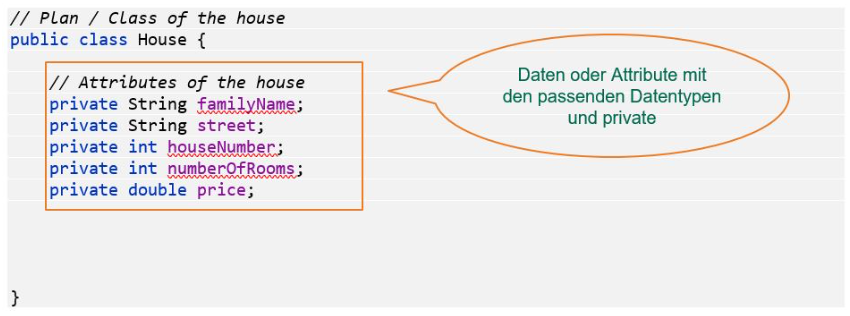 // Plan / Class of the house
public class House {
// Attributes of the house
private String familyName;
private String street;
private int houseNumber;
private int numberOfRooms;
private double price;
}
Daten oder Attribute mit
den passenden Datentypen
und private